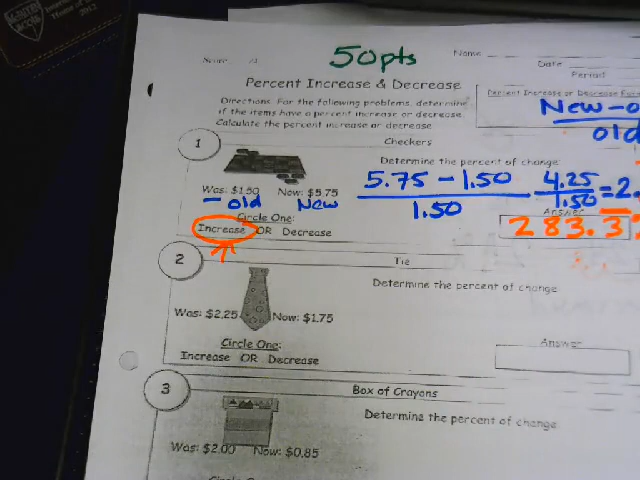 50pts
Name
Date
Period
Percent Increase & Decrease
Directions: For the following problems, determine
if the items have a percent increase or decrease.
Calculate the percent increase or decrease
Percent Increase or Decrease
New-o
old
1
Checkers
Determine the percent of change:
Was: $1.50 Now: $5.75
- old New
5.75 - 1.50
1.50
4.25
1.50
=2.
Circle One:
Increase OR Decrease
Answer
283.3
2
Tie
Determine the percent of change
Was: $2.25 Now: $1.75
Circle One:
Increase OR Decrease
Answer
3
Box of Crayons
Determine the percent of change
Was: $2.00 Now: $0.85